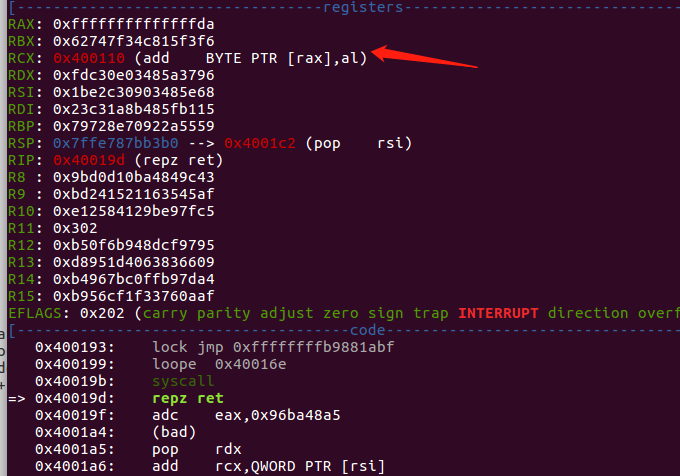 [----------------------------------registers-----------------------------------
RAX: 0xffffffffffffffda
RBX: 0x62747f34c815f3f6
RCX: 0x400110 (add    BYTE PTR [rax],al)
RDX: 0xfdc30e03485a3796
RSI: 0x1be2c30903485e68
RDI: 0x23c31a8b485fb115
RBP: 0x79728e70922a5559
RSP: 0x7ffe787bb3b0 --> 0x4001c2 (pop    rsi)
RIP: 0x40019d (repz ret)
R8 : 0x9bd0d10ba4849c43
R9 : 0xbd241521163545af
R10: 0xe12584129be97fc5
R11: 0x302
R12: 0xb50f6b948dcf9795
R13: 0xd8951d4063836609
R14: 0xb4967bc0ffb97da4
R15: 0xb956cf1f33760aaf
EFLAGS: 0x202 (carry parity adjust zero sign trap INTERRUPT direction overf
[-------------------------------------code-------------------------------------
0x400193:    lock jmp 0xffffffffb9881abf
0x400199:    loope  0x40016e
0x40019b:    syscall
=> 0x40019d:    repz ret
0x40019f:    adc    eax,0x96ba48a5
0x4001a4:    (bad)
0x4001a5:    pop    rdx
0x4001a6:    add    rcx,QWORD PTR [rsi]